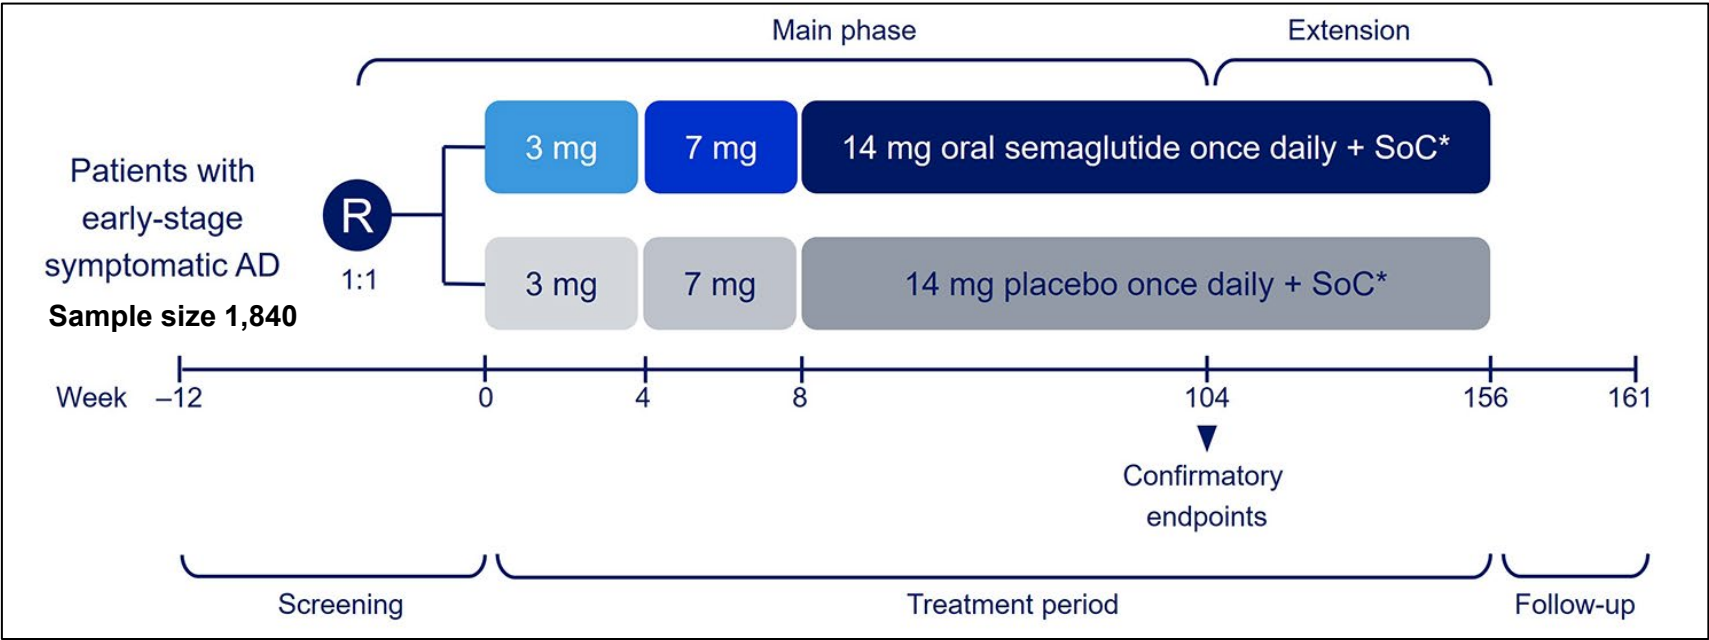 Main phase
Extension
Patients with
early-stage
symptomatic AD
Sample size 1,840
R
1:1
3 mg
7 mg
14 mg oral semaglutide once daily + SoC*
3 mg
7 mg
14 mg placebo once daily + SoC*
Week –12 0 4 8 104 156 161
Confirmatory
endpoints
Screening
Treatment period
Follow-up